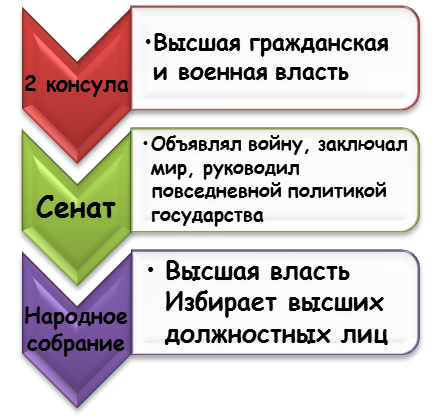 2 консула
•Высшая гражданская
и военная власть
Сенат
•Объявлял войну, заключал
мир, руководил
повседневной политикой
государства
Народное
собрание
• Высшая власть
Избирает высших
должностных лиц